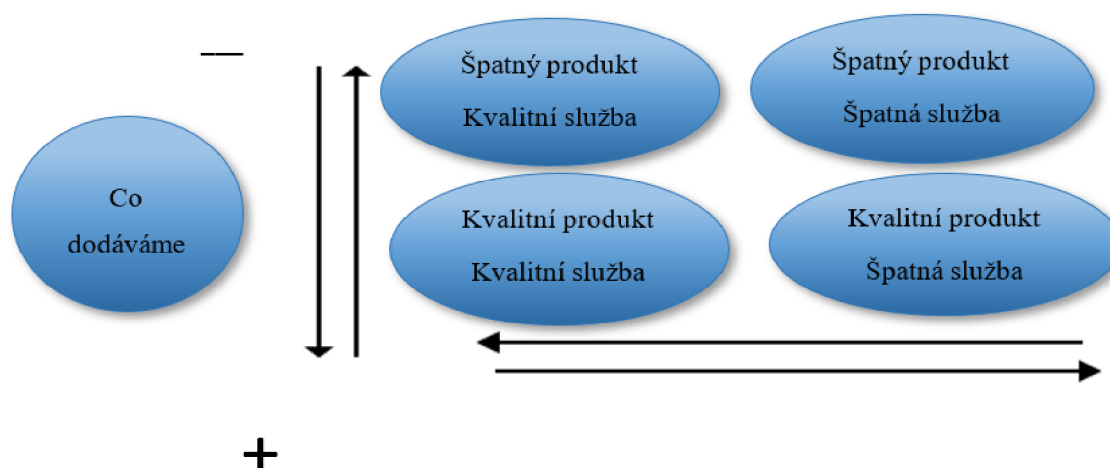 —
Špatný produkt
Kvalitní služba
Špatný produkt
Špatná služba
Co
dodáváme
Kvalitní produkt
Kvalitní služba
Kvalitní produkt
Špatná služba
+